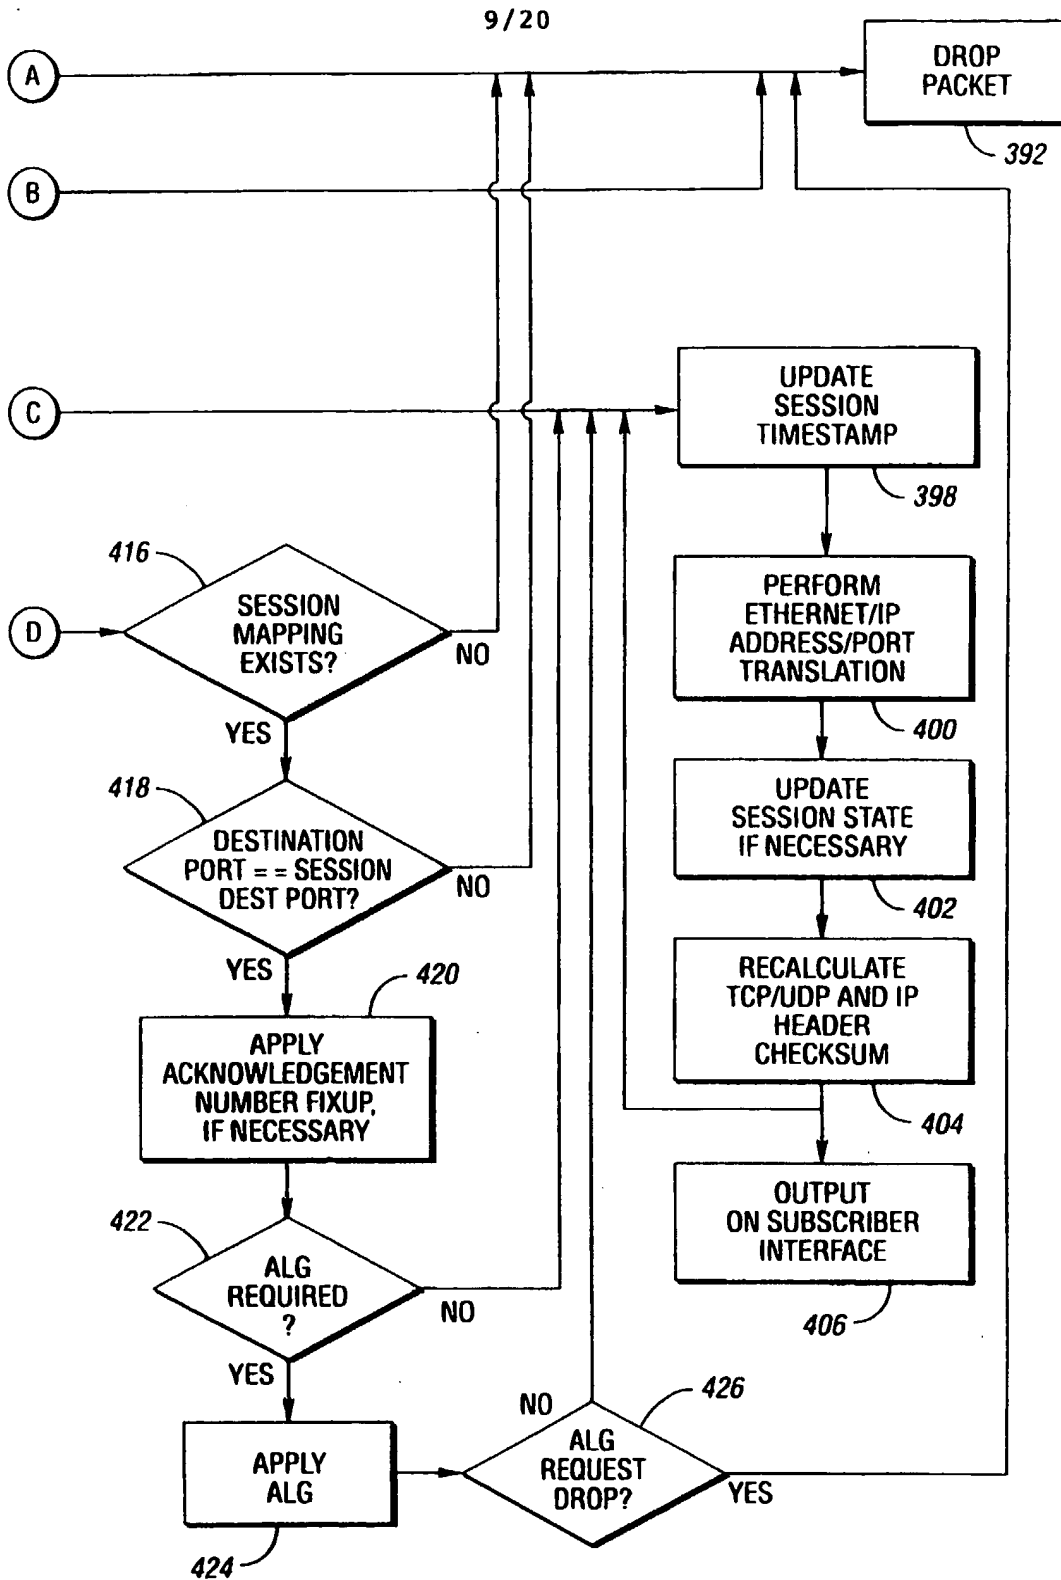 9/20
A
DROP
PACKET
392
B
C
UPDATE
SESSION
TIMESTAMP
398
416
D
SESSION
MAPPING
EXISTS?
NO
YES
PERFORM
ETHERNET/IP
ADDRESS/PORT
TRANSLATION
400
418
DESTINATION
PORT == SESSION
DEST PORT?
NO
YES
UPDATE
SESSION STATE
IF NECESSARY
402
420
APPLY
ACKNOWLEDGEMENT
NUMBER FIXUP,
IF NECESSARY
RECALCULATE
TCP/UDP AND IP
HEADER
CHECKSUM
404
422
ALG
REQUIRED
?
NO
YES
OUTPUT
ON SUBSCRIBER
INTERFACE
406
APPLY
ALG
424
426
NO
ALG
REQUEST
DROP?
YES